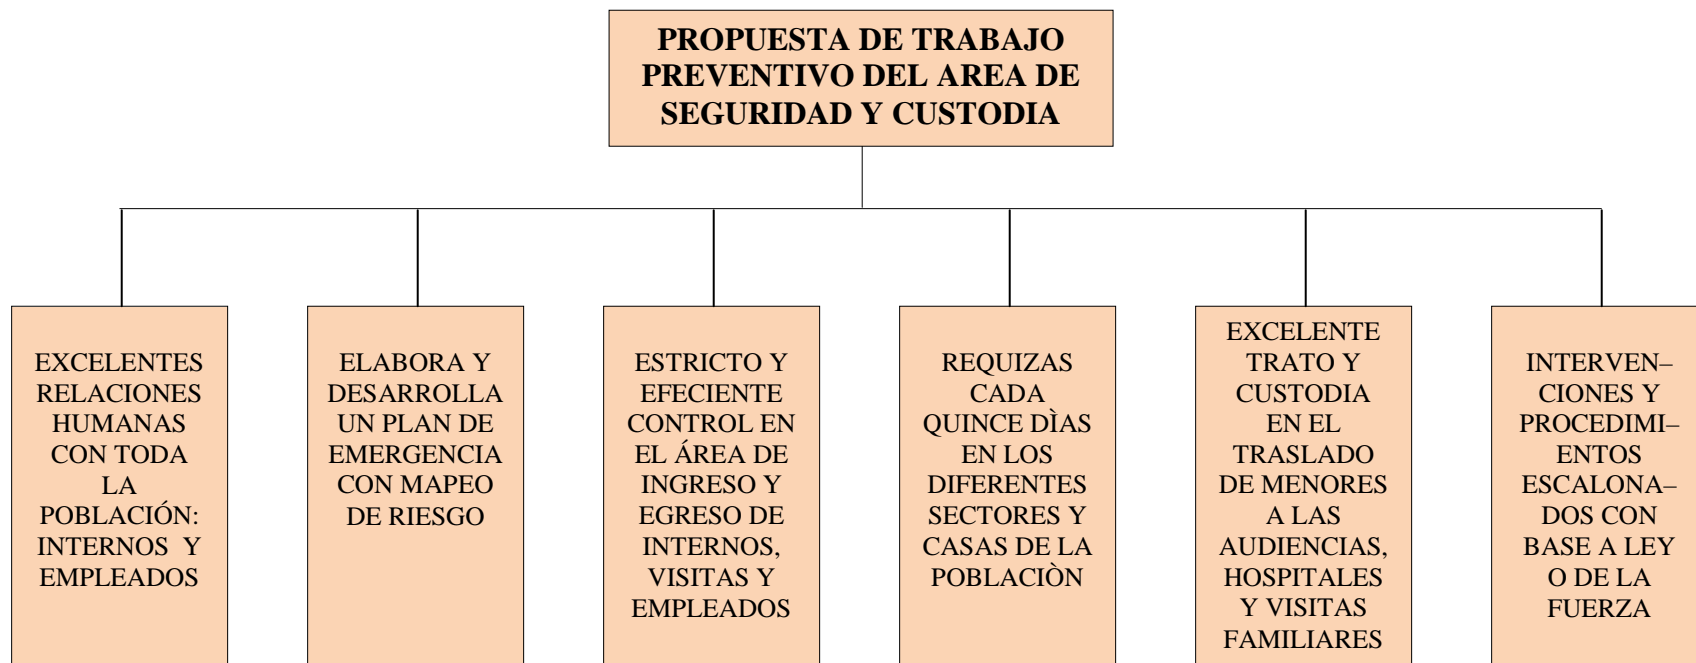 PROPUESTA DE TRABAJO
PREVENTIVO DEL AREA DE
SEGURIDAD Y CUSTODIA
EXCELENTES
RELACIONES
HUMANAS
CON TODA
LA
POBLACIÓN:
INTERNOS Y
EMPLEADOS
ELABORA Y
DESARROLLA
UN PLAN DE
EMERGENCIA
CON MAPEO
DE RIESGO
ESTRICTO Y
EFECIENTE
CONTROL EN
EL ÁREA DE
INGRESO Y
EGRESO DE
INTERNOS,
VISITAS Y
EMPLEADOS
REQUIZAS
CADA
QUINCE DÌAS
EN LOS
DIFERENTES
SECTORES Y
CASAS DE LA
POBLACIÒN
EXCELENTE
TRATO Y
CUSTODIA
EN EL
TRASLADO
DE MENORES
A LAS
AUDIENCIAS,
HOSPITALES
Y VISITAS
FAMILIARES
INTERVEN–
CIONES Y
PROCEDIMI–
ENTOS
ESCALONA–
DOS CON
BASE A LEY
O DE LA
FUERZA